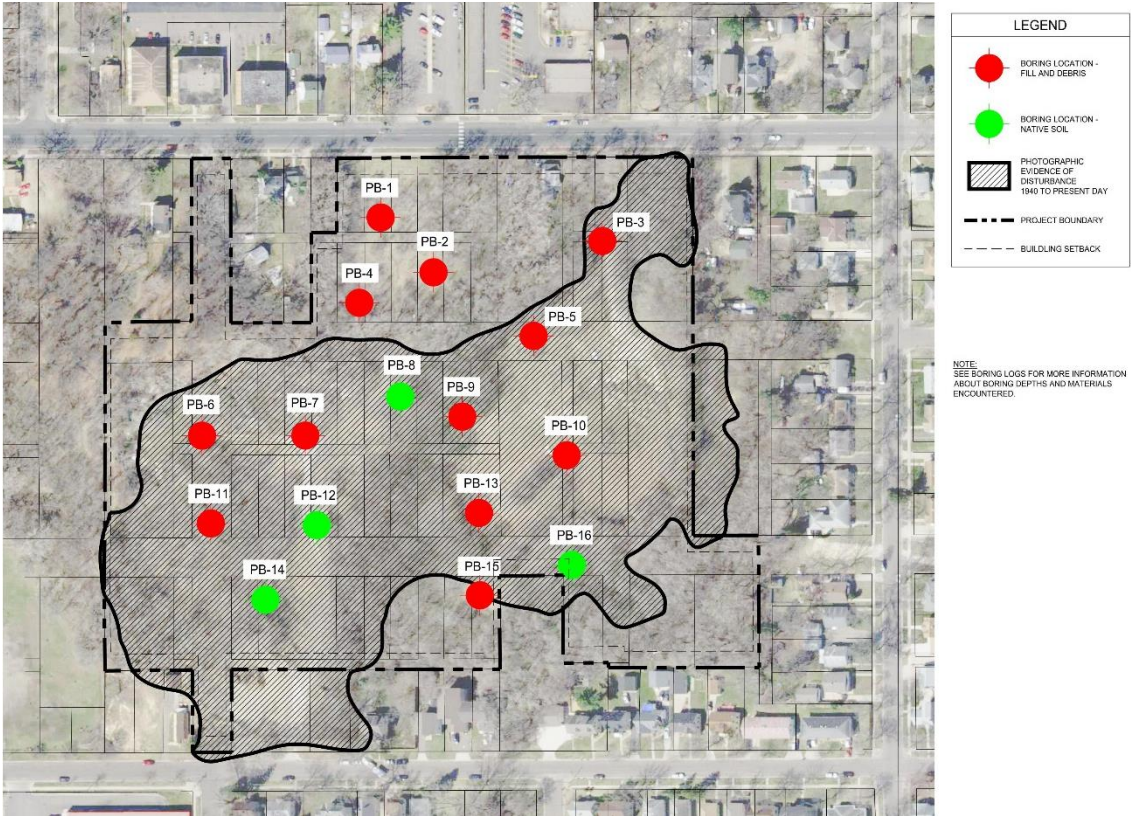 PB-1
PB-2
PB-3
PB-4
PB-5
PB-8
PB-9
PB-6
PB-7
PB-10
PB-11
PB-12
PB-13
PB-14
PB-15
PB-16
LEGEND
BORING LOCATION -
FILL AND DEBRIS
BORING LOCATION -
NATIVE SOIL
PHOTOGRAPHIC
EVIDENCE OF
DISTURBANCE
1940 TO PRESENT DAY
PROJECT BOUNDARY
BUILDLING SETBACK
NOTE:
SEE BORING LOGS FOR MORE INFORMATION
ABOUT BORING DEPTHS AND MATERIALS
ENCOUNTERED.